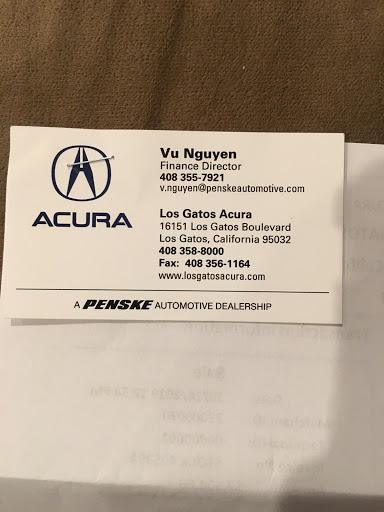 Vu Nguyen
Finance Director
408 355-7921
v.nguyen@penskeautomotive.com
ACURA
Los Gatos Acura
16151 Los Gatos Boulevard
Los Gatos, California 95032
408 358-8000
Fax: 408 356-1164
www.losgatosacura.com
A PENSKE AUTOMOTIVE DEALERSHIP
Sale